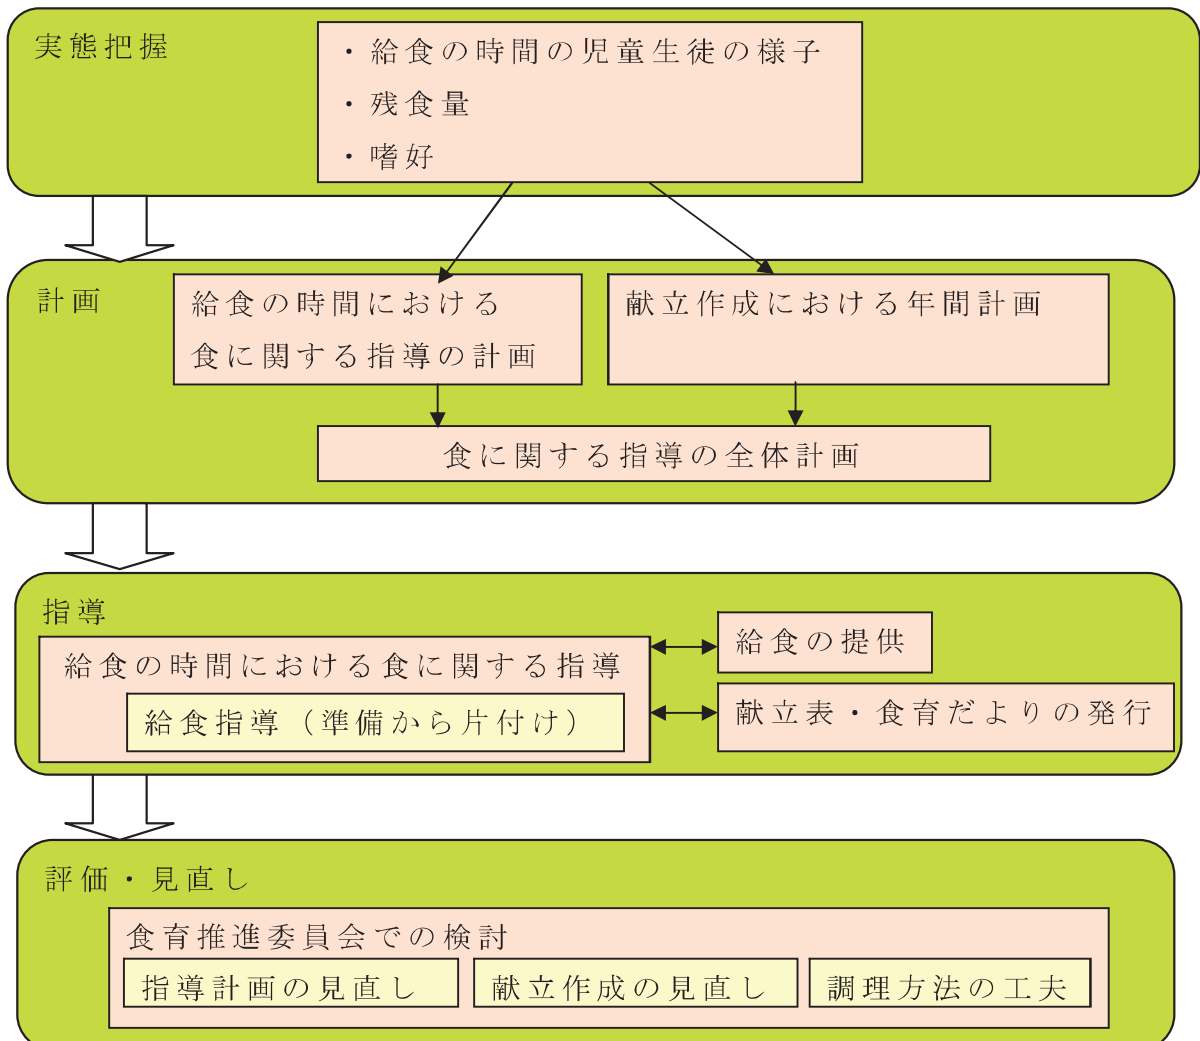 実態把握
・給食の時間の児童生徒の様子
・残食量
・嗜好
計画
給食の時間における
食に関する指導の計画
献立作成における年間計画
食に関する指導の全体計画
指導
給食の時間における食に関する指導
給食指導（準備から片付け）
給食の提供
献立表・食育だよりの発行
評価・見直し
食育推進委員会での検討
指導計画の見直し
献立作成の見直し
調理方法の工夫